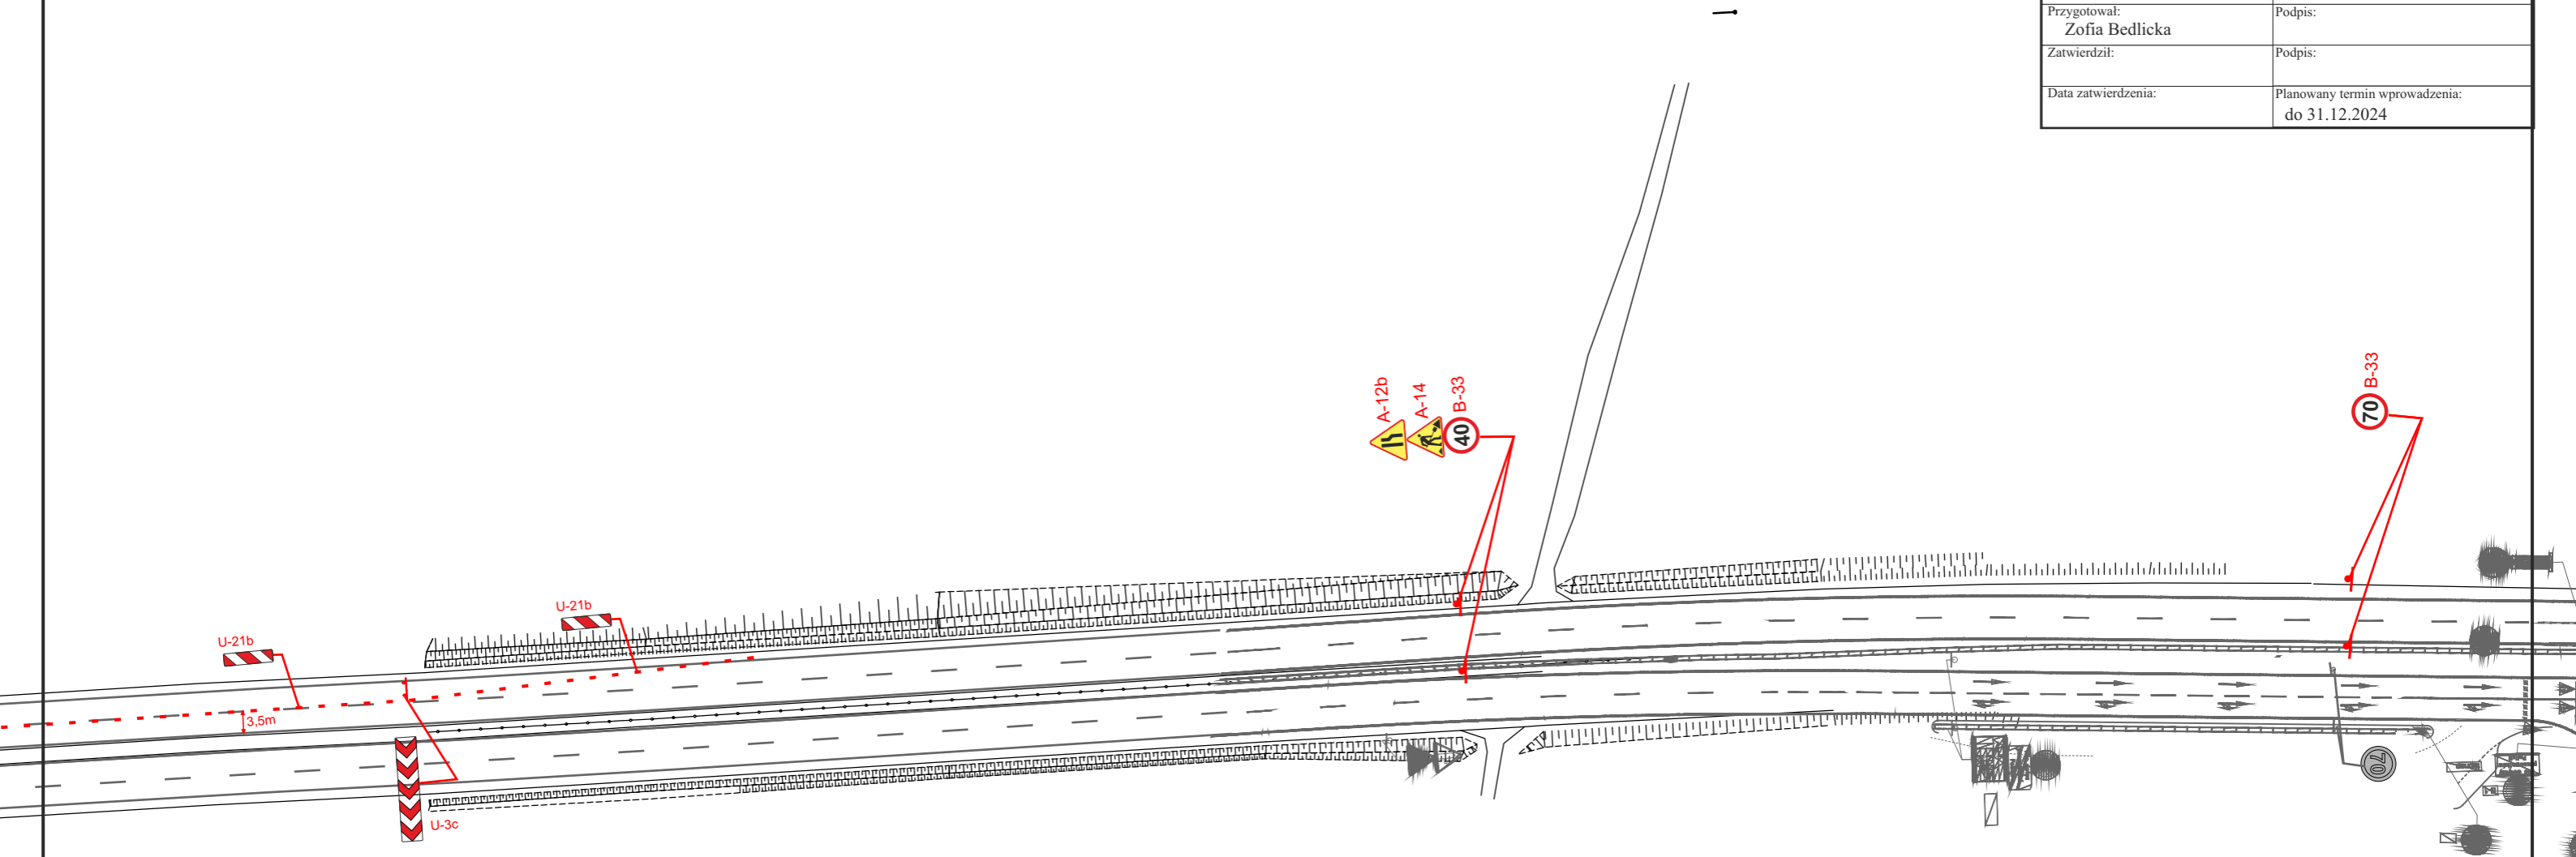 Przygotował:
Zofia Bedlicka
Podpis:
Zatwierdził:
Podpis:
Data zatwierdzenia:
Planowany termin wprowadzenia:
do 31.12.2024
A-12b
A-14
B-33
40
B-33
70
U-21b
U-21b
3,5m
U-3c
70